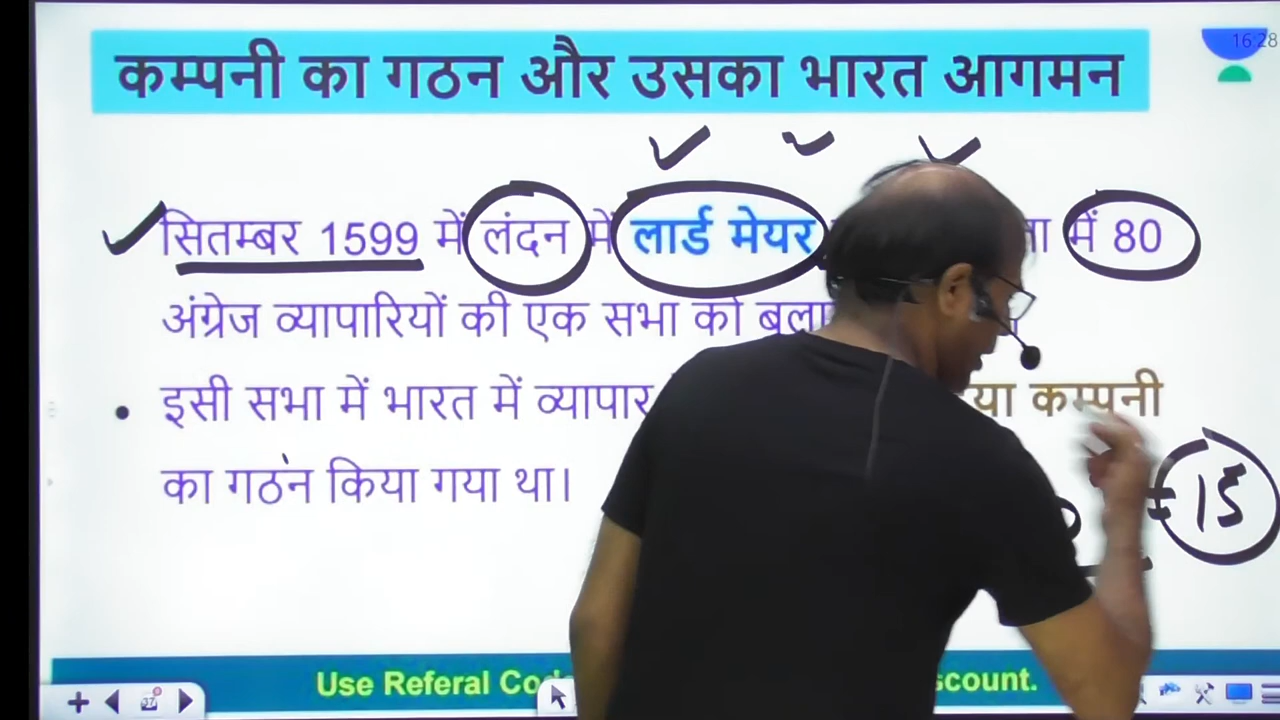 कम्पनी का गठन और उसका भारत आगमन
16:28
सितम्बर 1599 में लंदन में लार्ड मेयर में 80
अंग्रेज व्यापारियों की एक सभा को
इसी सभा में भारत में व्यापार कम्पनी
का गठन किया गया था।
15
Use Referal
37